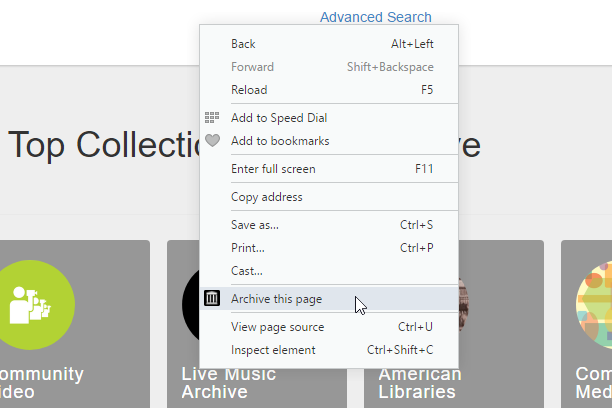 Advanced Search
Back Alt+Left
Forward Shift+Backspace
Reload F5
Add to Speed Dial
Add to bookmarks
Top Collecti
ve
Enter full screen F11
Copy address
Save as... Ctrl+S
Print... Ctrl+P
Cast...
Archive this page
View page source Ctrl+U
Inspect element Ctrl+Shift+C
ommunity
ideo
Live Music
Archive
American
Libraries
Com
Med